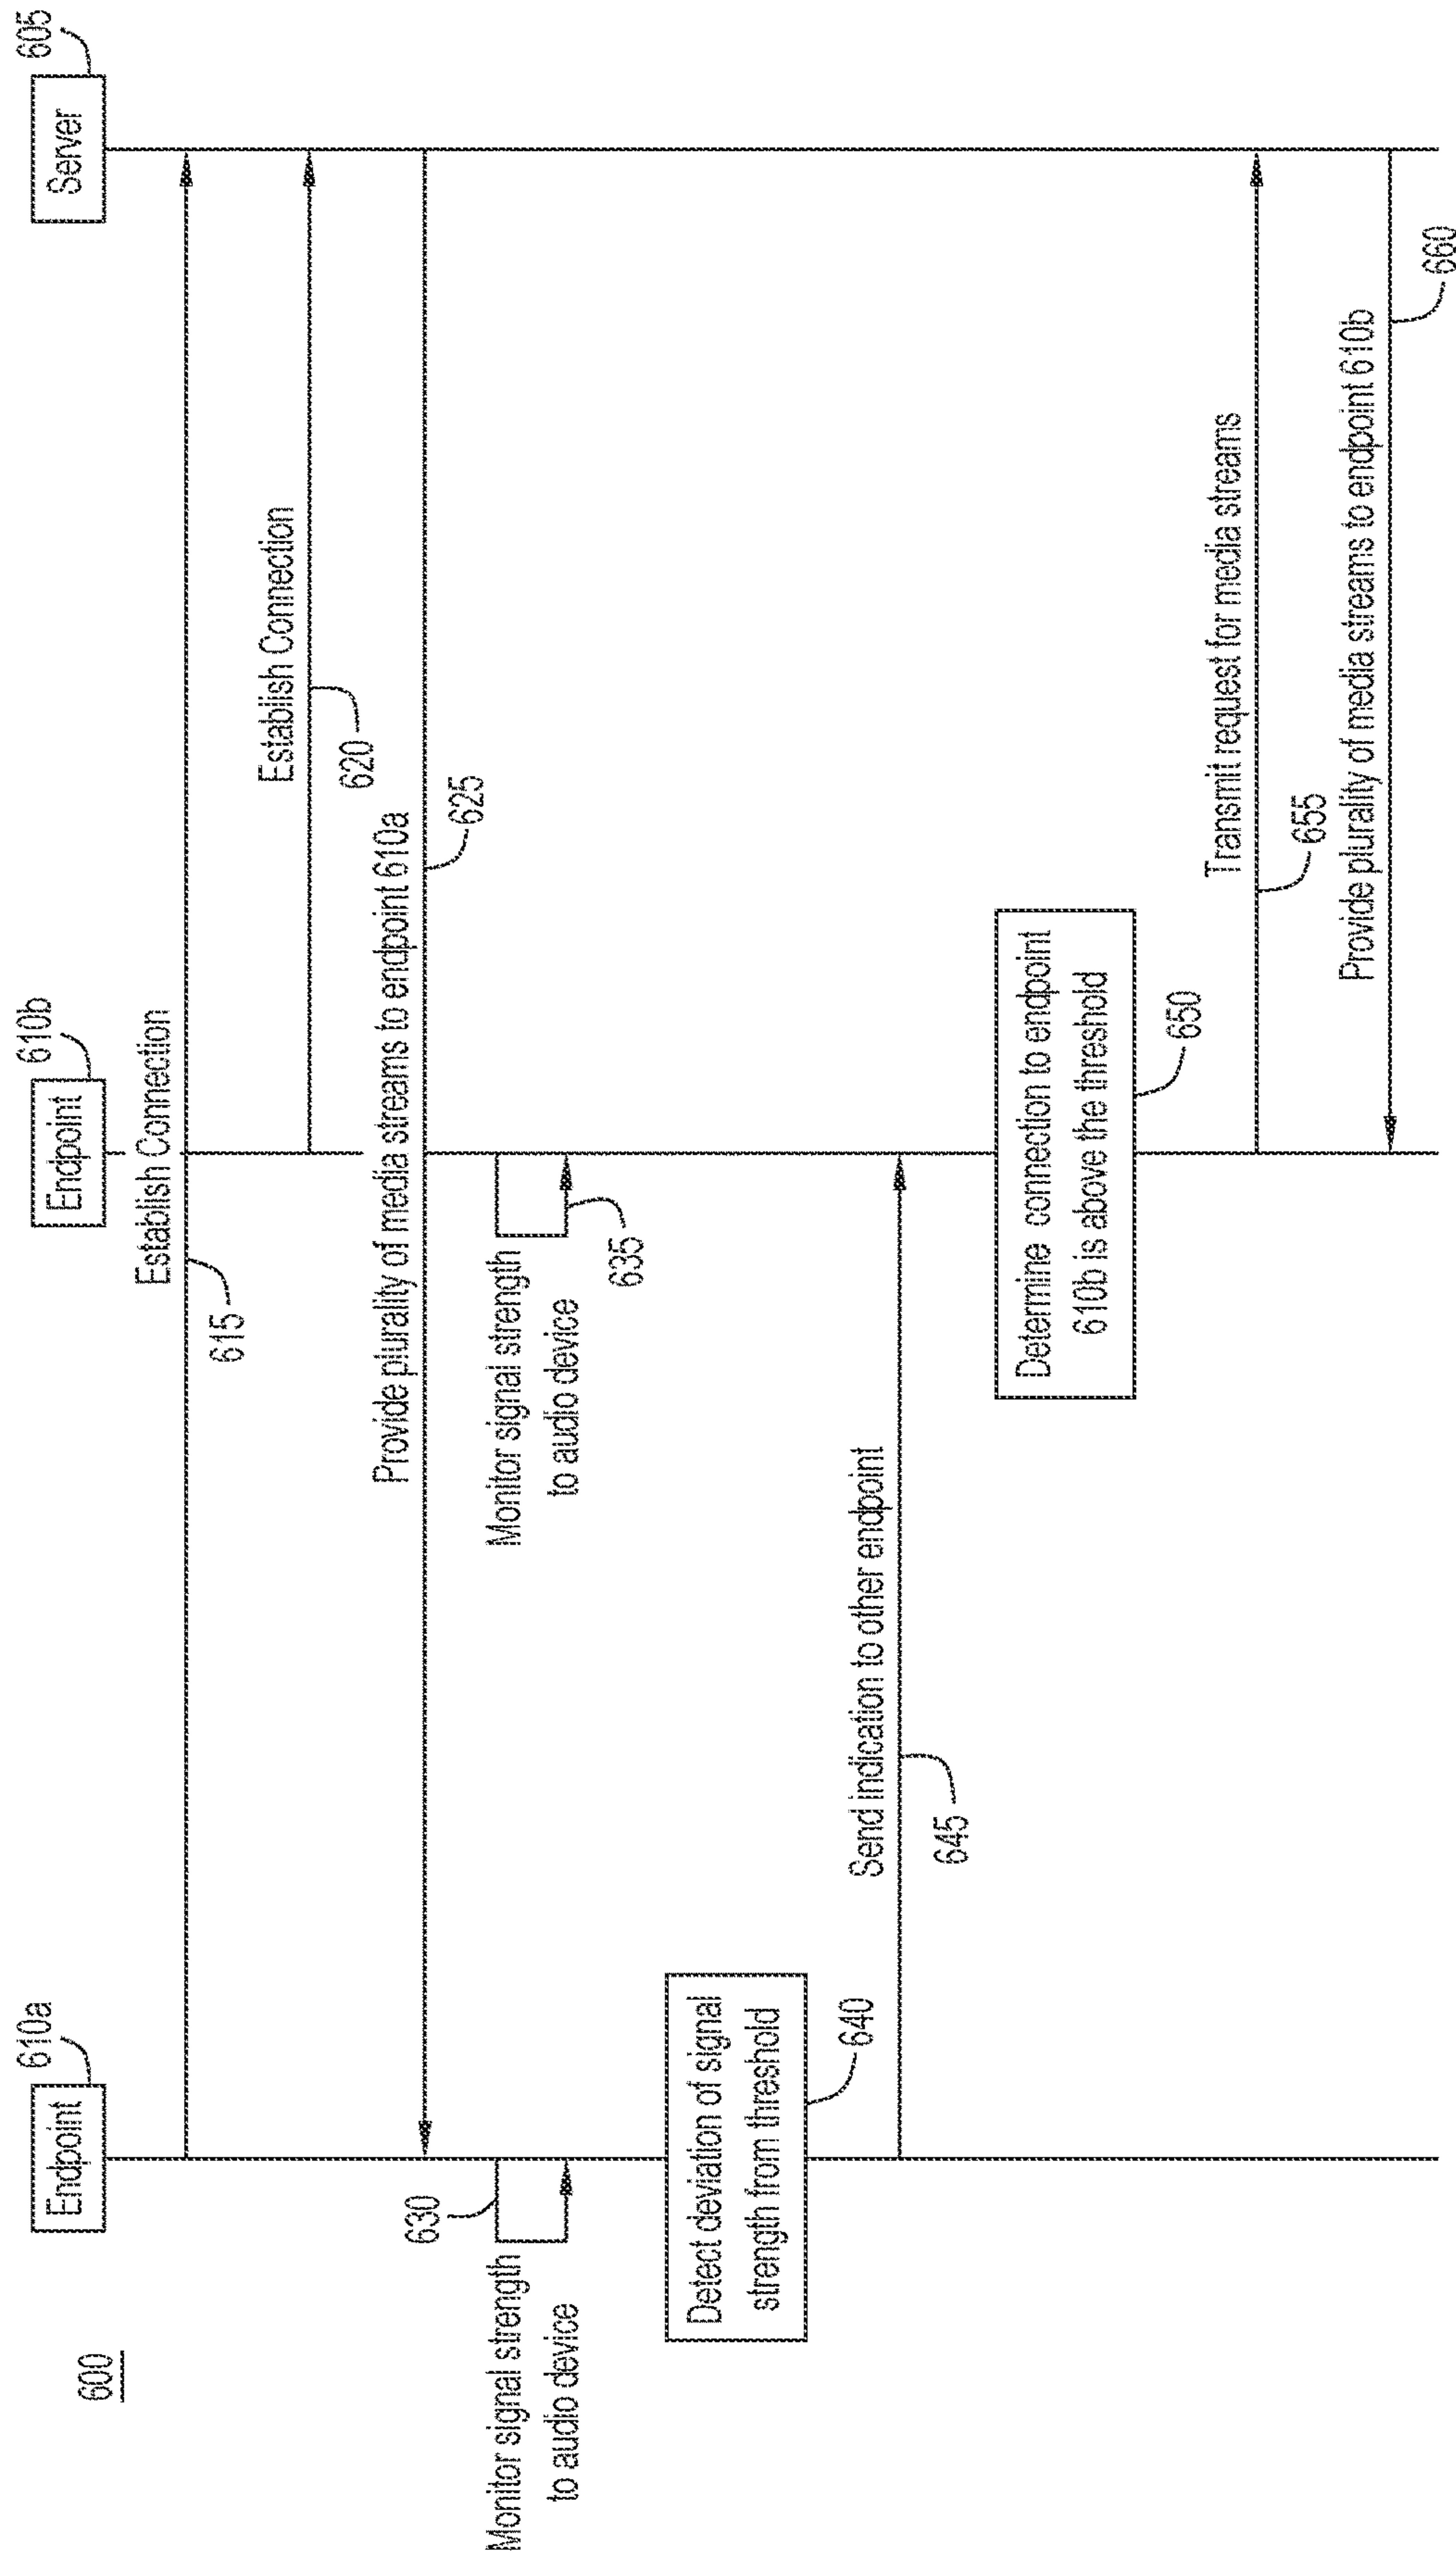 600
610a
Endpoint
610b
Endpoint
605
Server
Establish Connection
615
Establish Connection
620
Provide plurality of media streams to endpoint 610a
625
Monitor signal strength
to audio device
630
Monitor signal strength
to audio device
635
Detect deviation of signal
strength from threshold
640
Send indication to other endpoint
645
Determine connection to endpoint
610b is above the threshold
650
Transmit request for media streams
655
Provide plurality of media streams to endpoint 610b
660